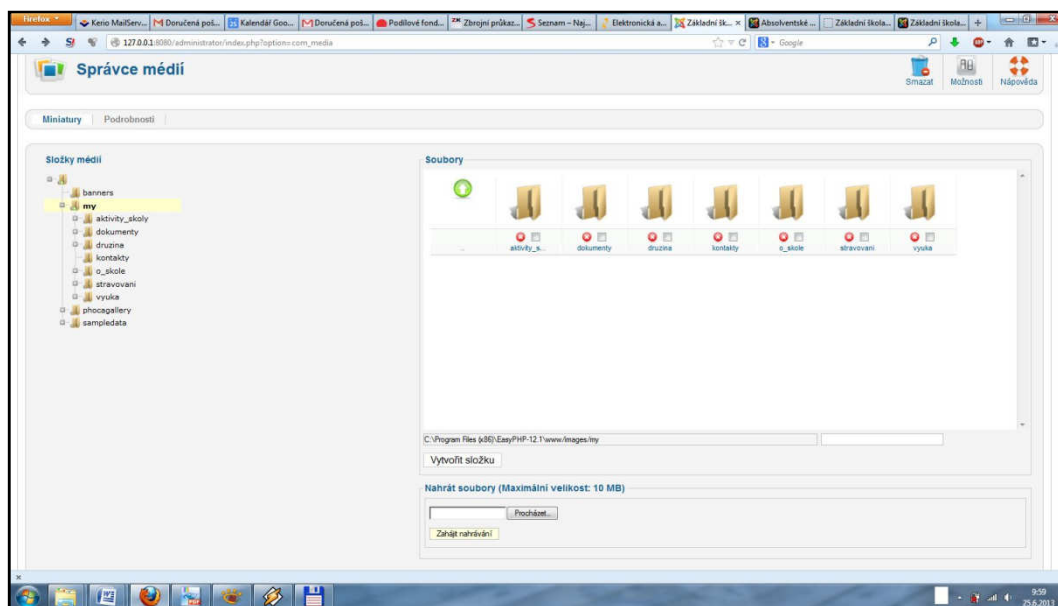 Firefox
Kerio MailServ...
Doručená poš...
Kalendář Goo...
Doručená poš...
Podílové fond...
Zbrojní průkaz...
Seznam – Naj...
Elektronická a...
Základní šk...
Absolventské ...
Základní škola...
Základní škola...
127.0.0.1:8080/administrator/index.php?option=com_media
Google
Správce médií
Smazat
Možnosti
Nápověda
Miniatury
Podrobnosti
Složky médií
banners
my
aktivity_skoly
dokumenty
druzina
kontakty
o_skole
stravovani
vyuka
phocagallery
sampledata
Soubory
..
aktivity_s...
dokumenty
druzina
kontakty
o_skole
stravovani
vyuka
C:\Program Files (x86)\EasyPHP-12.1\www/images/my
Vytvořit složku
Nahrát soubory (Maximální velikost: 10 MB)
Procházet...
Zahájit nahrávání
9:59
25.6.2013